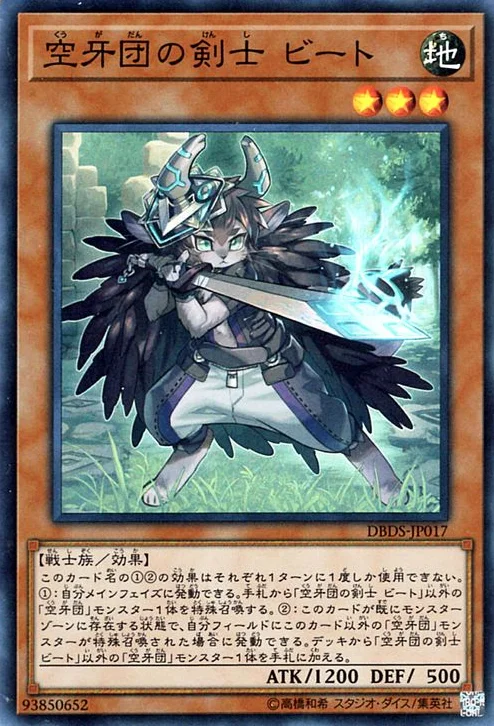 空牙団の剣士 ビート
地
DBDS-JP017
【戦士族／効果】
このカード名の①②の効果はそれぞれ1ターンに1度しか使用できない。
①：自分メインフェイズに発動できる。手札から「空牙団の剣士 ビート」以外の
「空牙団」モンスター1体を特殊召喚する。②：このカードが既にモンスター
ゾーンに存在する状態で、自分フィールドにこのカード以外の「空牙団」モン
スターが特殊召喚された場合に発動できる。デッキから「空牙団の剣士
ビート」以外の「空牙団」モンスター1体を手札に加える。
ATK/1200 DEF/ 500
93850652
©高橋和希 スタジオ・ダイス/集英社